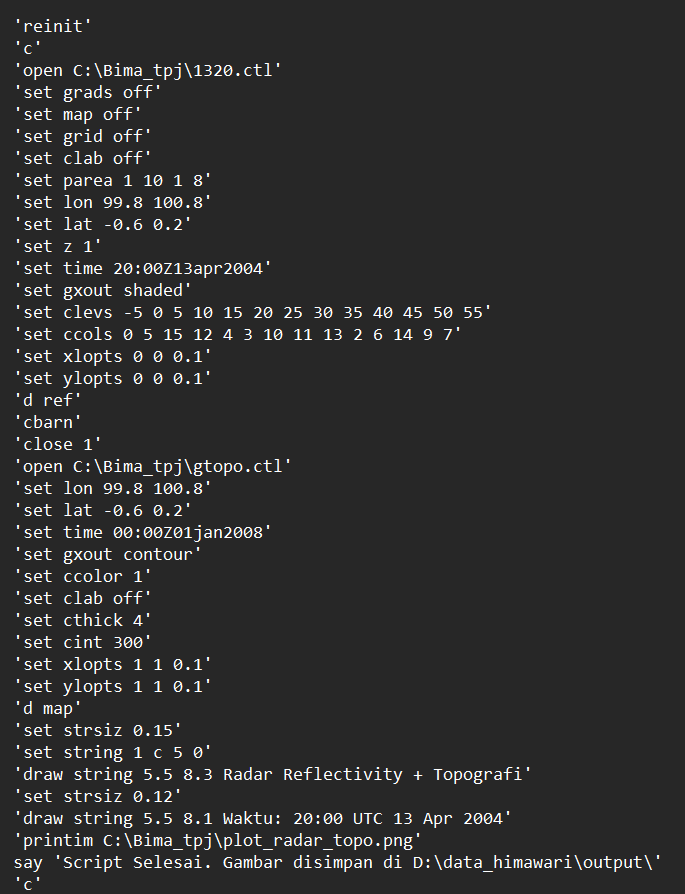 'reinit'
'c'
'open C:\Bima_tpj\1320.ctl'
'set grads off'
'set map off'
'set grid off'
'set clab off'
'set parea 1 10 1 8'
'set lon 99.8 100.8'
'set lat -0.6 0.2'
'set z 1'
'set time 20:00Z13apr2004'
'set gxout shaded'
'set clevs -5 0 5 10 15 20 25 30 35 40 45 50 55'
'set ccols 0 5 15 12 4 3 10 11 13 2 6 14 9 7'
'set xlopts 0 0 0.1'
'set ylopts 0 0 0.1'
'd ref'
'cbarn'
'close 1'
'open C:\Bima_tpj\gtopo.ctl'
'set lon 99.8 100.8'
'set lat -0.6 0.2'
'set time 00:00Z01jan2008'
'set gxout contour'
'set ccolor 1'
'set clab off'
'set cthick 4'
'set cint 300'
'set xlopts 1 1 0.1'
'set ylopts 1 1 0.1'
'd map'
'set strsiz 0.15'
'set string 1 c 5 0'
'draw string 5.5 8.3 Radar Reflectivity + Topografi'
'set strsiz 0.12'
'draw string 5.5 8.1 Waktu: 20:00 UTC 13 Apr 2004'
'printim C:\Bima_tpj\plot_radar_topo.png'
say 'Script Selesai. Gambar disimpan di D:\data_himawari\output\'
'c'